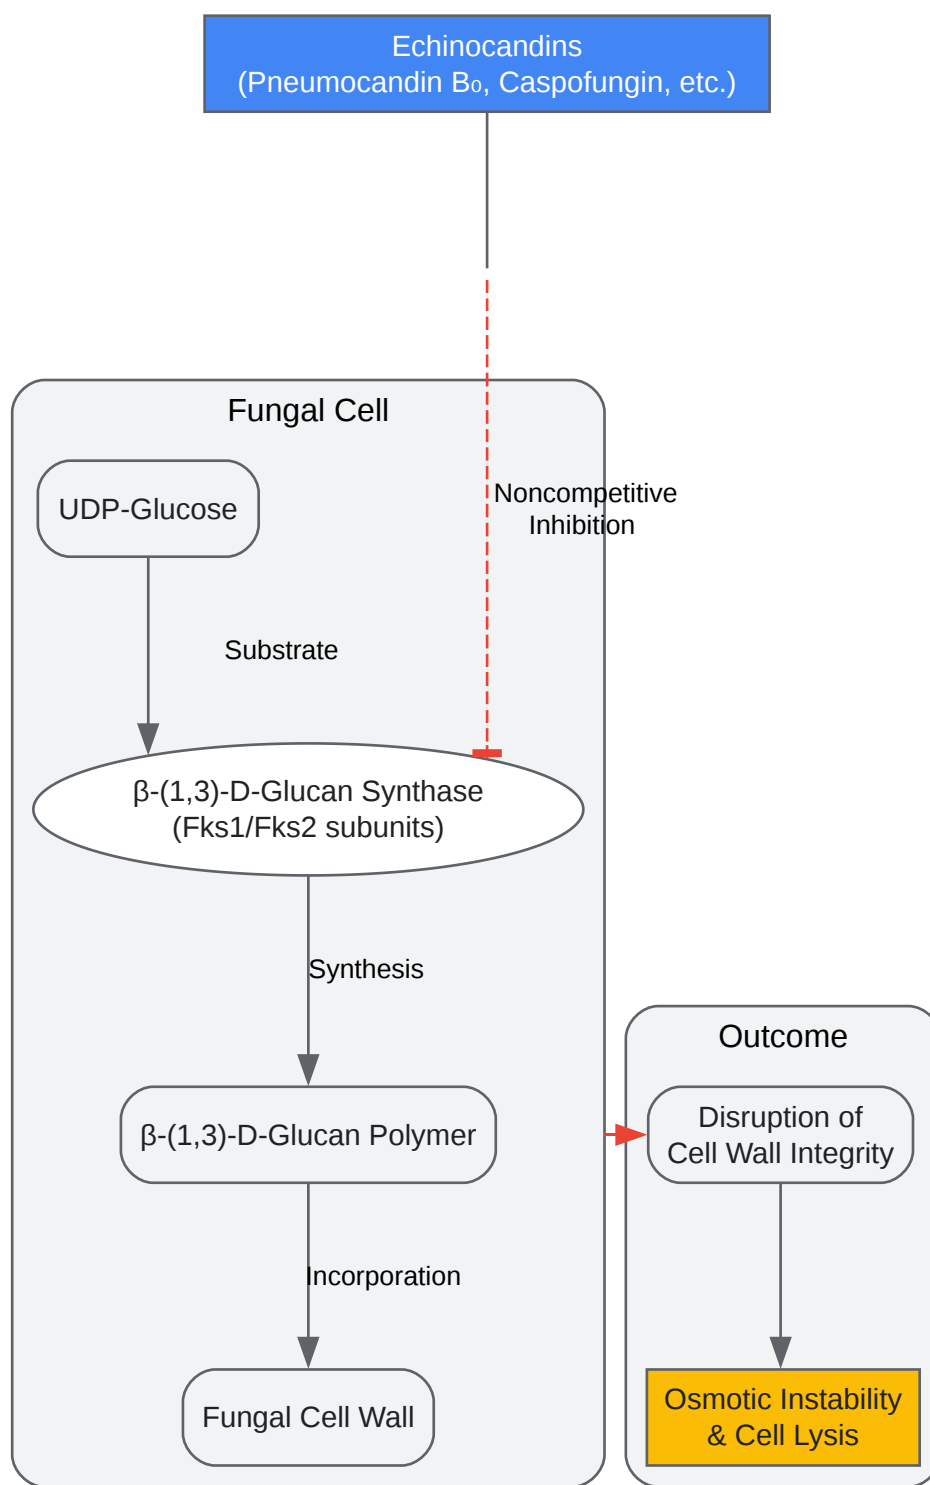 Echinocandins
(Pneumocandin B₀, Caspofungin, etc.)
Fungal Cell
UDP-Glucose
Noncompetitive
Inhibition
Substrate
β-(1,3)-D-Glucan Synthase
(Fks1/Fks2 subunits)
Synthesis
β-(1,3)-D-Glucan Polymer
Incorporation
Fungal Cell Wall
Outcome
Disruption of
Cell Wall Integrity
Osmotic Instability
& Cell Lysis